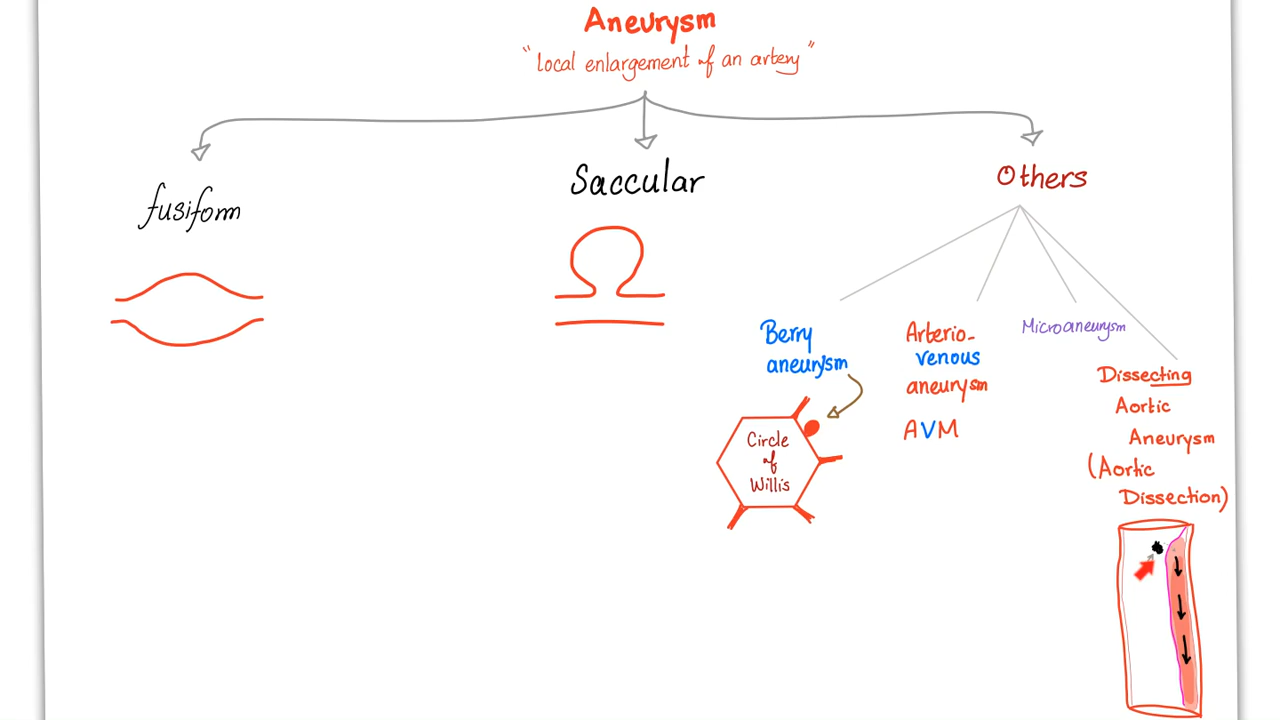 Aneurysm
"local enlargement of an artery"
fusiform
Saccular
Others
Berry
aneurysm
Arterio-
venous
aneurysm
AVM
Microaneurysm
Dissecting
Aortic
Aneurysm
(Aortic
Dissection)
Circle
of
Willis